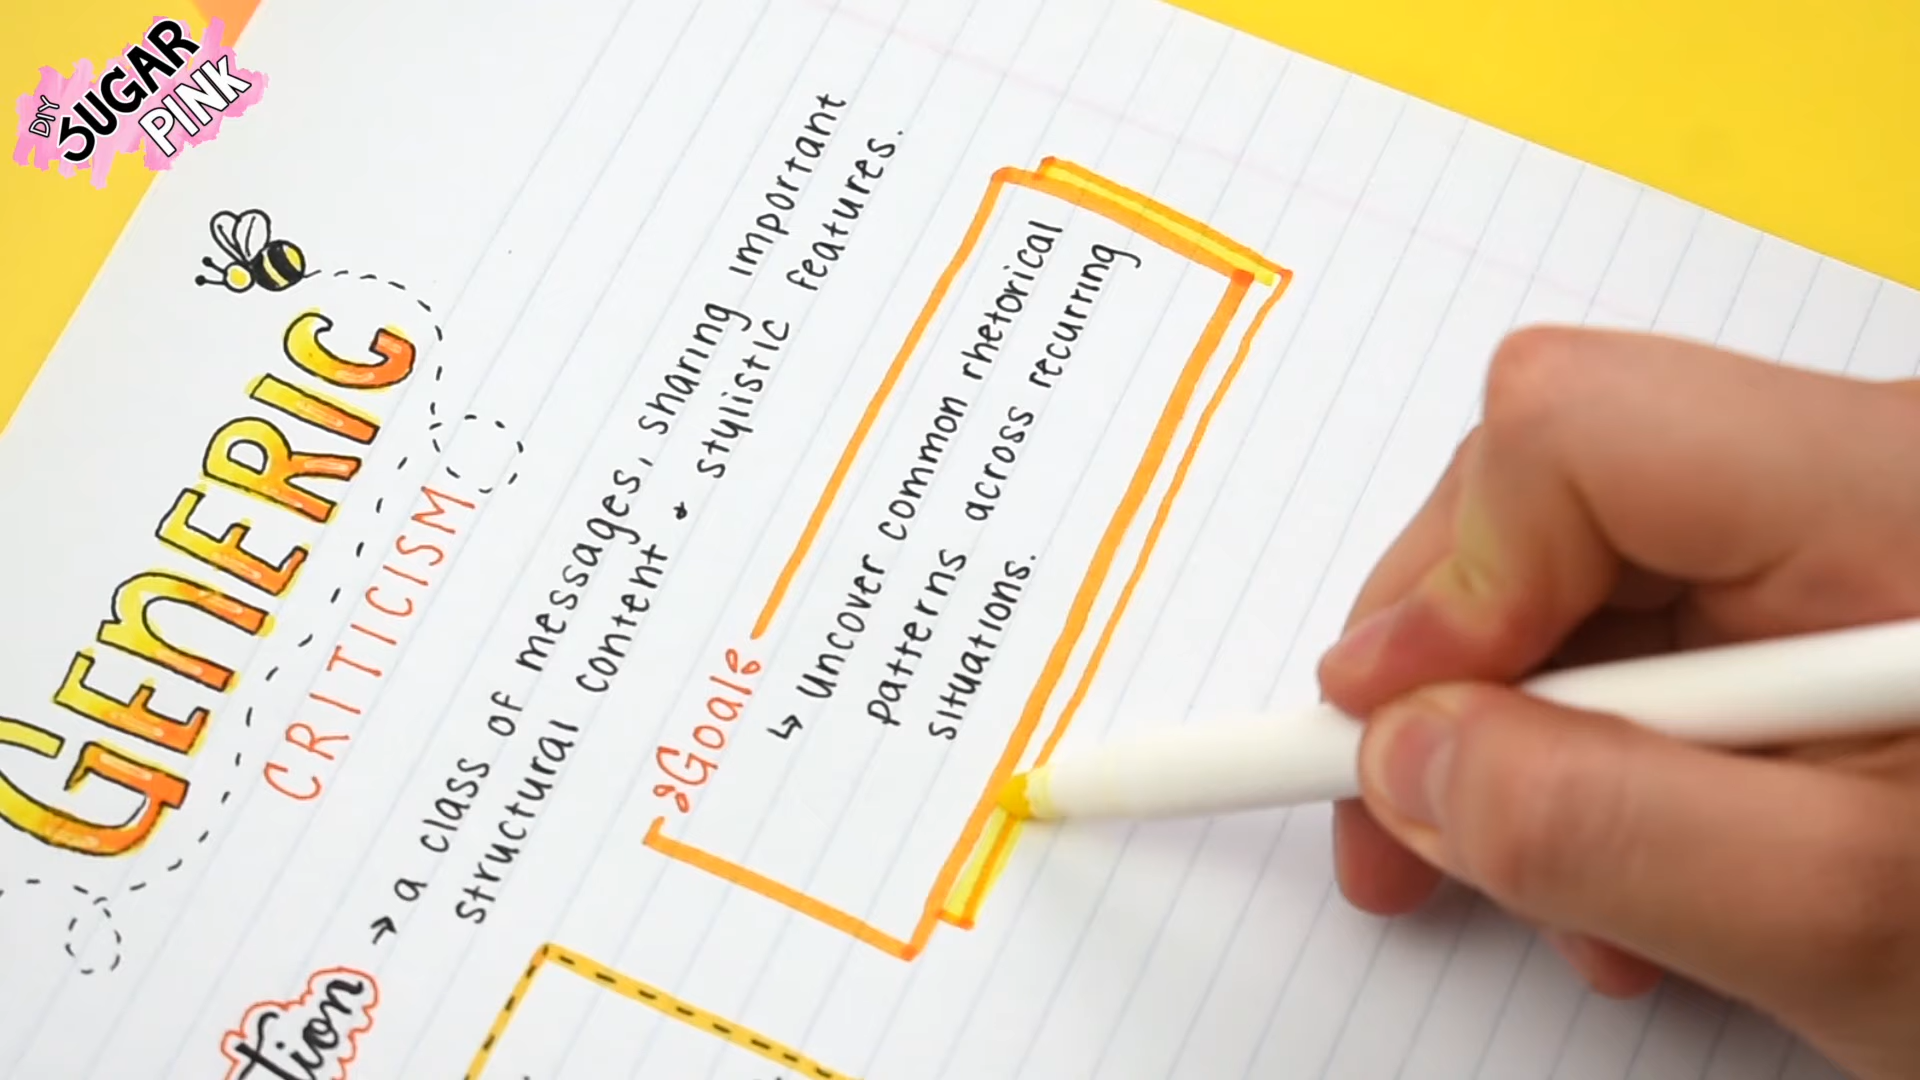 DIY
SUGAR
PINK
GENERIC
CRITICISM
→ a class of messages, sharing important
structural content & stylistic features.
Goal
↳ Uncover common rhetorical
patterns across recurring
situations.